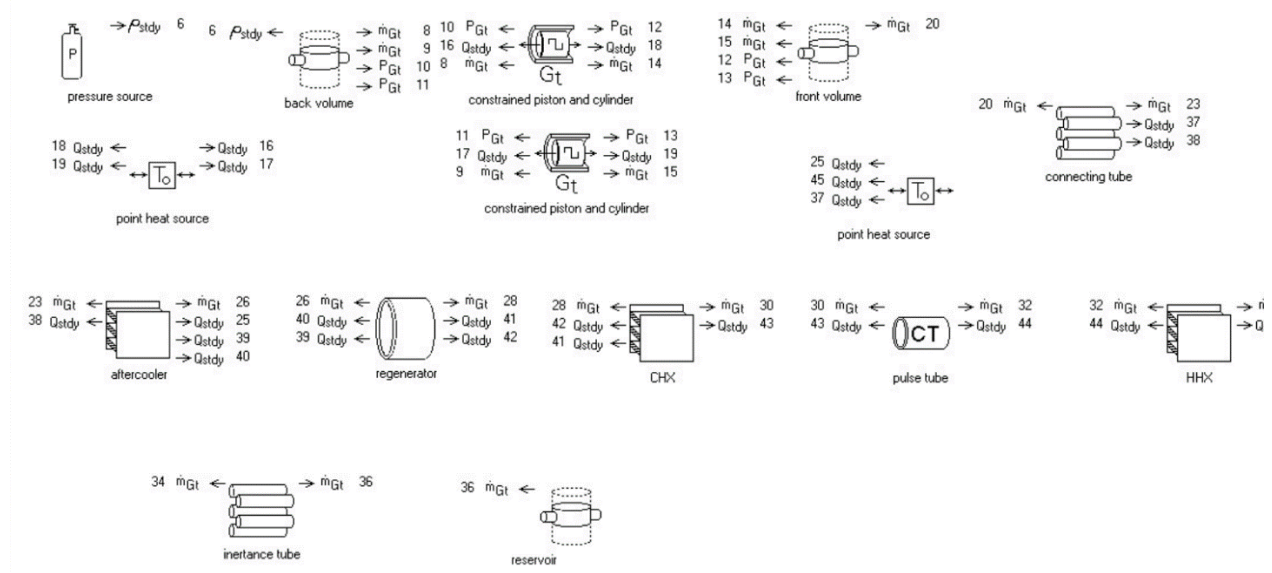 → ρstdy 6
P
pressure source
6 ρstdy ←
→ ṁGt 8
→ ṁGt 9
→ PGt 10
→ PGt 11
back volume
10 PGt ← → PGt 12
16 Qstdy ← → Qstdy 18
8 ṁGt ← → ṁGt 14
Gt
constrained piston and cylinder
14 ṁGt ← → ṁGt 20
15 ṁGt ←
12 PGt ←
13 PGt ←
front volume
20 ṁGt ← → ṁGt 23
→ Qstdy 37
→ Qstdy 38
connecting tube
18 Qstdy ← → Qstdy 16
19 Qstdy ← → Qstdy 17
To
point heat source
11 PGt ← → PGt 13
17 Qstdy ← → Qstdy 19
9 ṁGt ← → ṁGt 15
Gt
constrained piston and cylinder
25 Qstdy ←
45 Qstdy ←
37 Qstdy ←
To
point heat source
23 ṁGt ← → ṁGt 26
38 Qstdy ← → Qstdy 25
→ Qstdy 39
→ Qstdy 40
aftercooler
26 ṁGt ← → ṁGt 28
40 Qstdy ← → Qstdy 41
39 Qstdy ← → Qstdy 42
regenerator
28 ṁGt ← → ṁGt 30
42 Qstdy ← → Qstdy 43
41 Qstdy ←
CHX
30 ṁGt ← → ṁGt 32
43 Qstdy ← → Qstdy 44
CT
pulse tube
32 ṁGt ←
44 Qstdy ←
HHX
34 ṁGt ← → ṁGt 36
inertance tube
36 ṁGt ←
reservoir